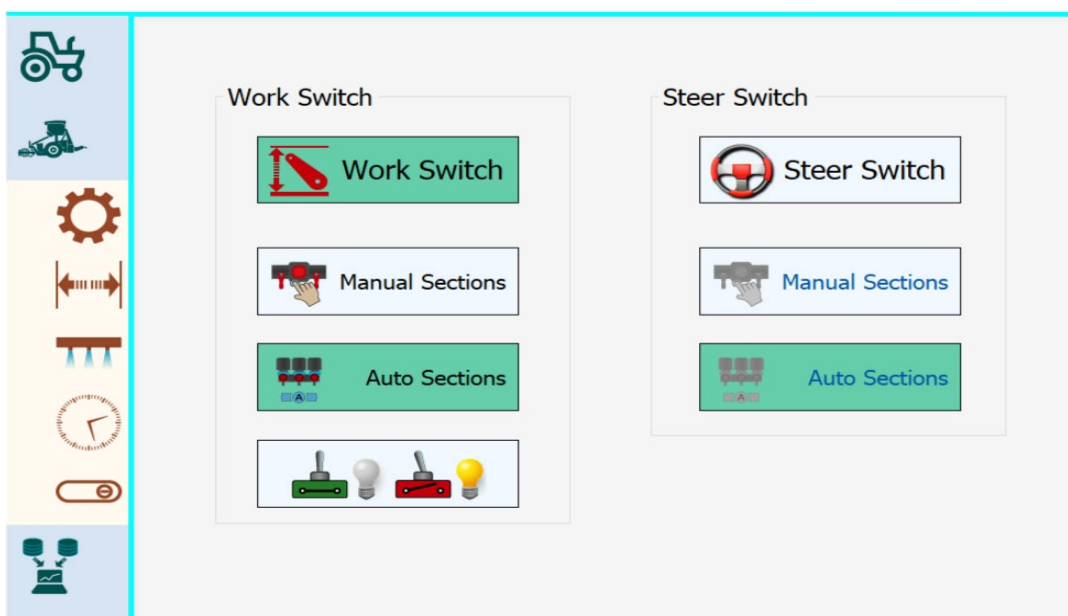 Work Switch
Work Switch
Manual Sections
Auto Sections
A
Steer Switch
Steer Switch
Manual Sections
Auto Sections
A